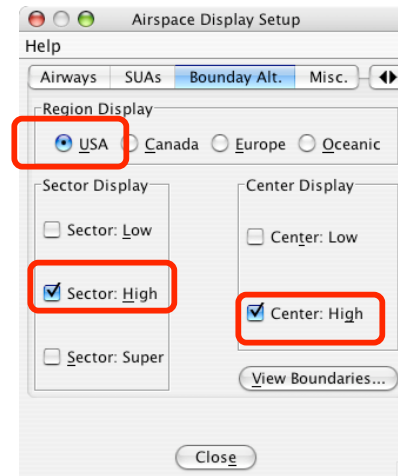 Airspace Display Setup
Help
Airways SUAs Bounday Alt. Misc.
Region Display
USA Canada Europe Oceanic
Sector Display
Sector: Low
Sector: High
Sector: Super
Center Display
Center: Low
Center: High
View Boundaries...
Close